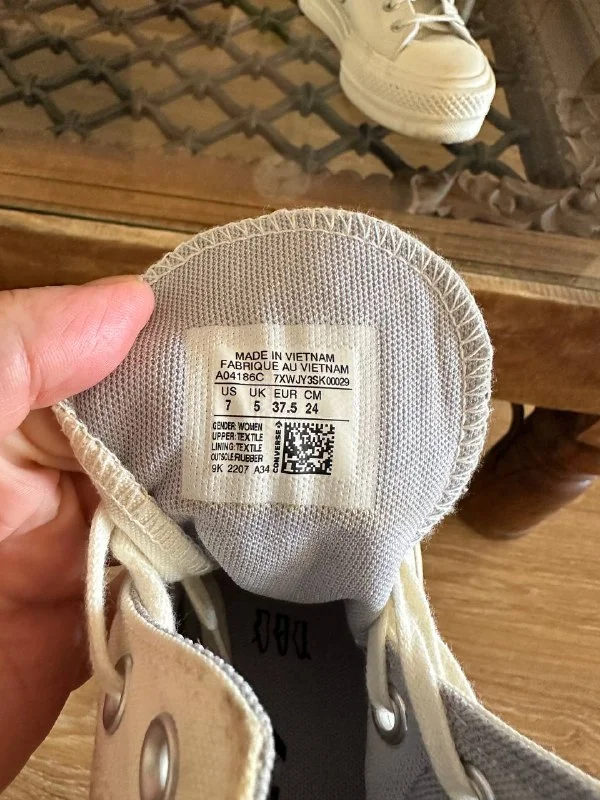 MADE IN VIETNAM
FABRIQUE AU VIETNAM
A04186C 7XWJY3SK00029
US UK EUR CM
7 5 37.5 24
GENDER: WOMEN
UPPER: TEXTILE
LINING: TEXTILE
OUTSOLE: RUBBER
9K 2207 A34
CONVERSE